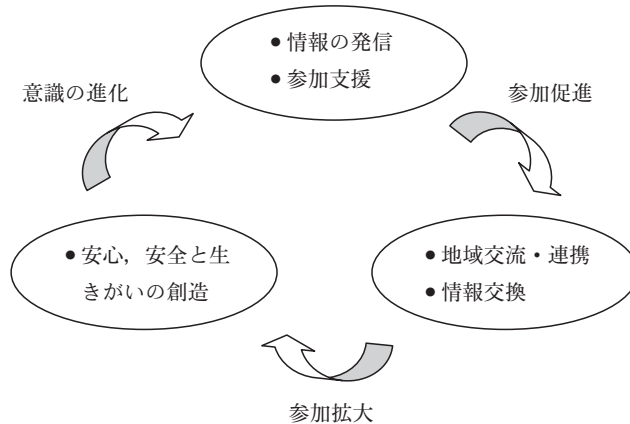 ● 情報の発信
● 参加支援
意識の進化
参加促進
● 安心，安全と生
きがいの創造
● 地域交流・連携
● 情報交換
参加拡大